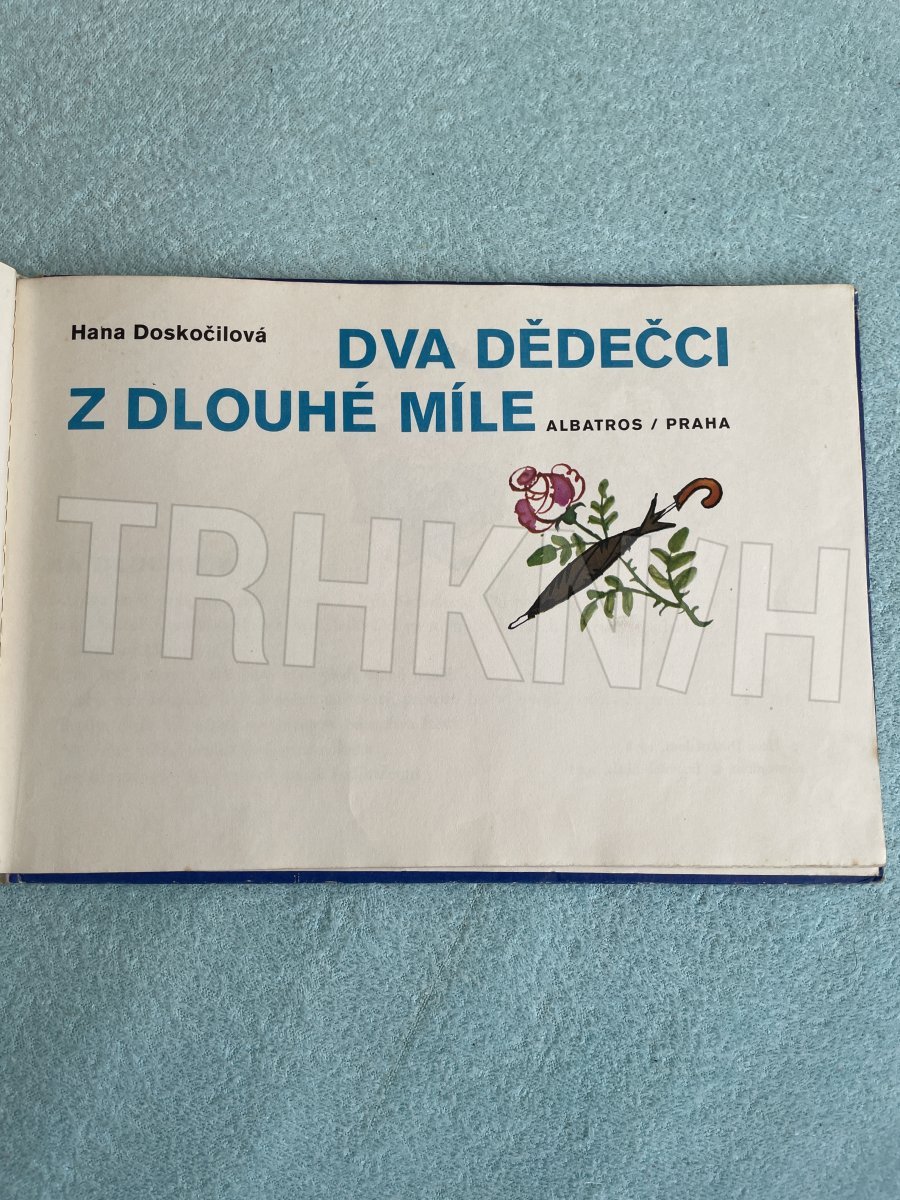 Hana Doskočilová
DVA DĚDEČCI
Z DLOUHÉ MÍLE
ALBATROS / PRAHA
TRHKNIH